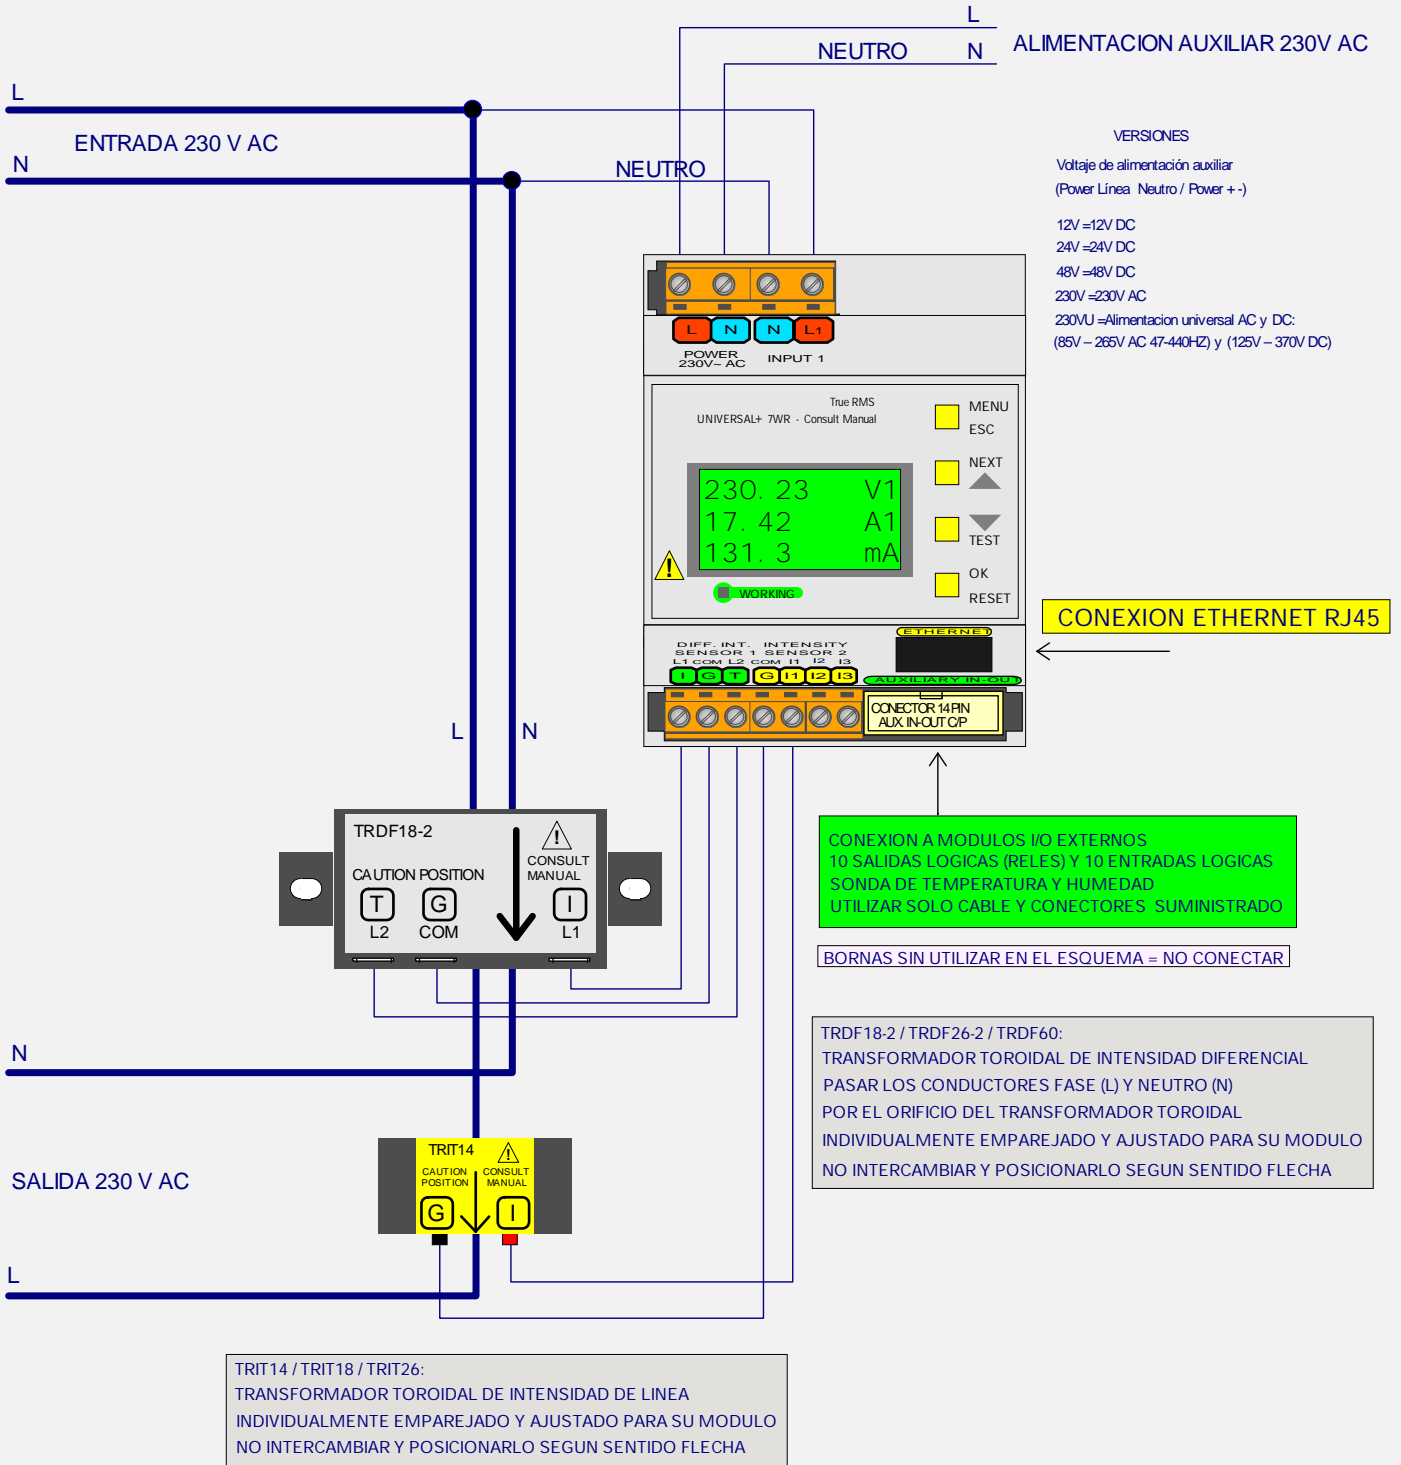 L
NEUTRO N
ALIMENTACION AUXILIAR 230V AC
L
ENTRADA 230 V AC
N
NEUTRO
VERSIONES
Voltaje de alimentación auxiliar
(Power Línea Neutro / Power + -)
12V =12V DC
24V =24V DC
48V =48V DC
230V =230V AC
230VU =Alimentacion universal AC y DC:
(85V – 265V AC 47-440HZ) y (125V – 370V DC)
L N N L1
POWER
230V~ AC
INPUT 1
True RMS
UNIVERSAL+ 7WR - Consult Manual
MENU
ESC
NEXT
TEST
OK
RESET
230.23 V1
17.42 A1
131.3 mA
WORKING
CONEXION ETHERNET RJ45
ETHERNET
DIFF. INT. INTENSITY
SENSOR 1 SENSOR 2
L1 COM L2 COM I1 I2 I3
I G T G I1 I2 I3
AUXILIARY IN-OUT
CONECTOR 14 PIN
AUX. IN-OUT C/P
L N
TRDF18-2
CONSULT
MANUAL
CAUTION POSITION
T G I
L2 COM L1
CONEXION A MODULOS I/O EXTERNOS
10 SALIDAS LOGICAS (RELES) Y 10 ENTRADAS LOGICAS
SONDA DE TEMPERATURA Y HUMEDAD
UTILIZAR SOLO CABLE Y CONECTORES SUMINISTRADO
BORNAS SIN UTILIZAR EN EL ESQUEMA = NO CONECTAR
TRDF18-2 / TRDF26-2 / TRDF60:
TRANSFORMADOR TOROIDAL DE INTENSIDAD DIFERENCIAL
PASAR LOS CONDUCTORES FASE (L) Y NEUTRO (N)
POR EL ORIFICIO DEL TRANSFORMADOR TOROIDAL
INDIVIDUALMENTE EMPAREJADO Y AJUSTADO PARA SU MODULO
NO INTERCAMBIAR Y POSICIONARLO SEGUN SENTIDO FLECHA
N
TRIT14
CAUTION
POSITION
CONSULT
MANUAL
G I
SALIDA 230 V AC
L
TRIT14 / TRIT18 / TRIT26:
TRANSFORMADOR TOROIDAL DE INTENSIDAD DE LINEA
INDIVIDUALMENTE EMPAREJADO Y AJUSTADO PARA SU MODULO
NO INTERCAMBIAR Y POSICIONARLO SEGUN SENTIDO FLECHA